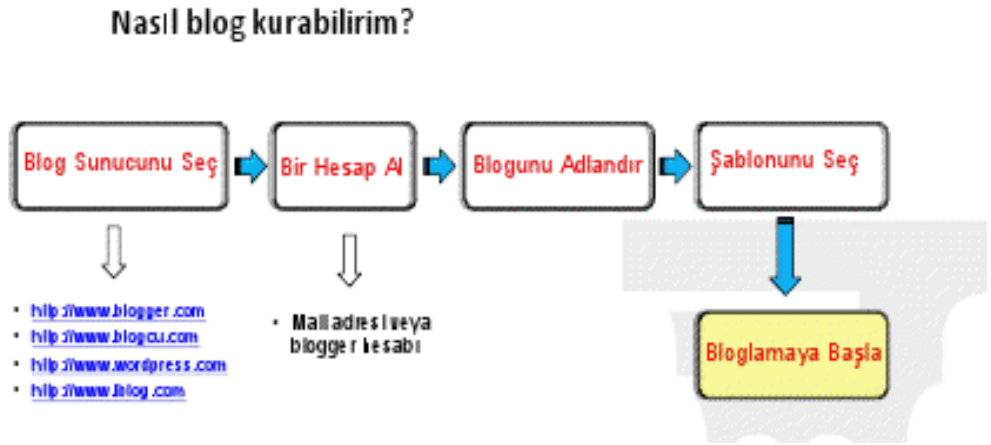 Nasıl blog kurabilirim?
Blog Sunucunu Seç
Bir Hesap Al
Blogunu Adlandır
Şablonunu Seç
• http://www.blogger.com
• http://www.blogcu.com
• http://www.wordpress.com
• http://www.iblog.com
• Mail adresi veya
blogger hesabı
Bloglamaya Başla